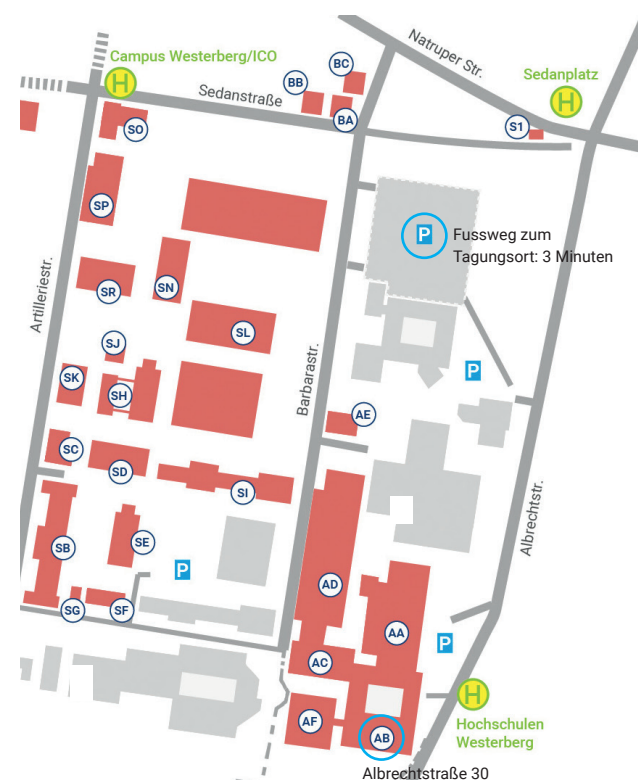 Natruper Str.
Campus Westerberg/ICO
H
Sedanplatz
H
BC
BB
Sedanstraße
BA
S1
SO
SP
P
Fussweg zum
Tagungsort: 3 Minuten
SR
SN
Artilleriestr.
SL
SJ
Barbarastr.
SK
SH
P
AE
SC
SD
SI
Albrechtstr.
SB
SE
P
AD
SG
SF
AA
P
AC
H
AF
AB
Hochschulen
Westerberg
Albrechtstraße 30